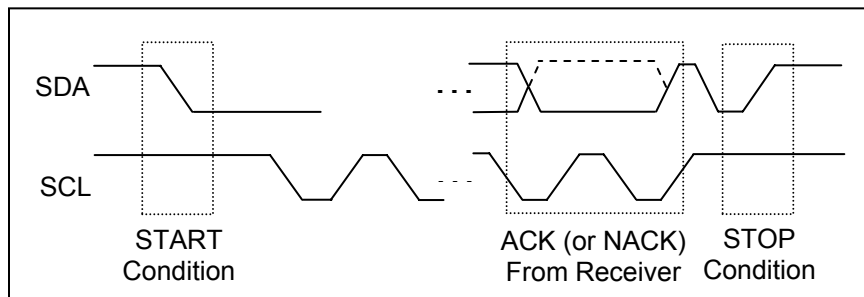 SDA
SCL
START
Condition
ACK (or NACK)
From Receiver
STOP
Condition